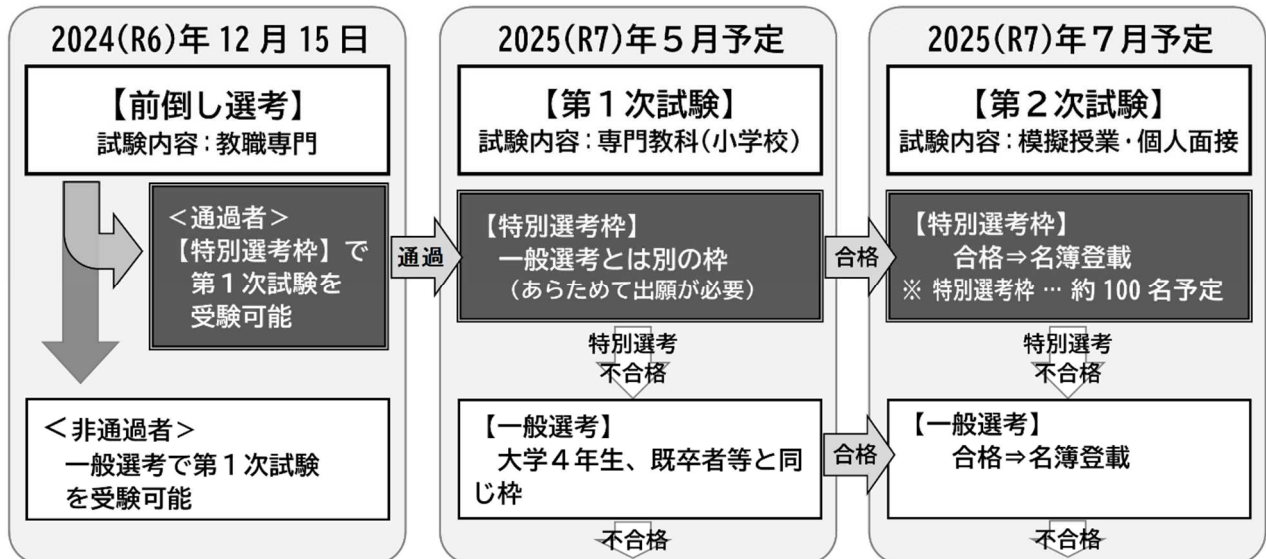 2024(R6)年12月15日
【前倒し選考】
試験内容：教職専門
＜通過者＞
【特別選考枠】で
第１次試験を
受験可能
＜非通過者＞
一般選考で第１次試験
を受験可能
通過
2025(R7)年５月予定
【第１次試験】
試験内容：専門教科(小学校)
【特別選考枠】
一般選考とは別の枠
（あらためて出願が必要）
特別選考
不合格
【一般選考】
大学４年生、既卒者等と同
じ枠
不合格
合格
合格
2025(R7)年７月予定
【第２次試験】
試験内容：模擬授業・個人面接
【特別選考枠】
合格⇒名簿登載
※ 特別選考枠 … 約 100 名予定
特別選考
不合格
【一般選考】
合格⇒名簿登載
不合格